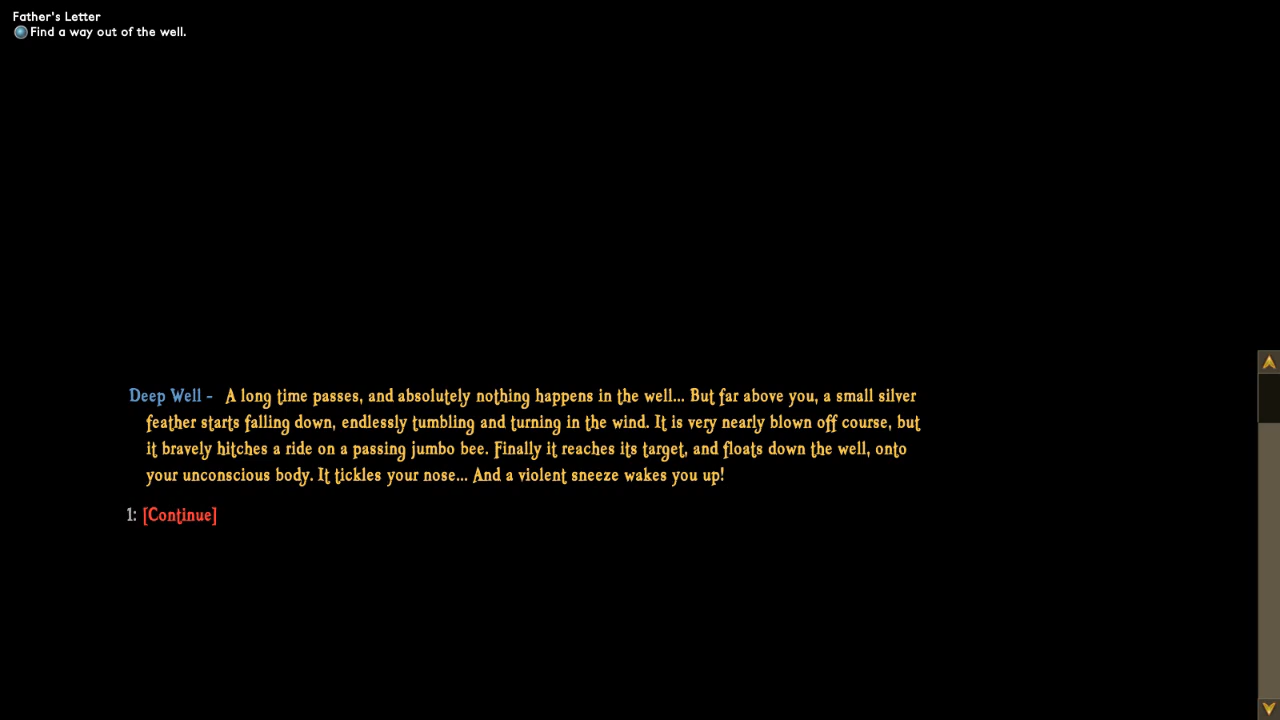 Father's Letter
Find a way out of the well.
Deep Well - A long time passes, and absolutely nothing happens in the well... But far above you, a small silver
feather starts falling down, endlessly tumbling and turning in the wind. It is very nearly blown off course, but
it bravely hitches a ride on a passing jumbo bee. Finally it reaches its target, and floats down the well, onto
your unconscious body. It tickles your nose... And a violent sneeze wakes you up!
1: [Continue]